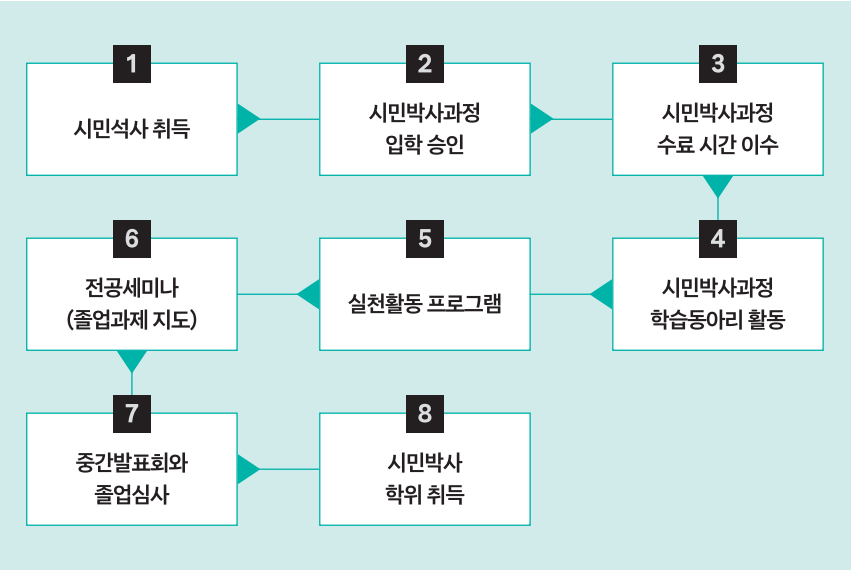 1
시민석사 취득
2
시민박사과정
입학 승인
3
시민박사과정
수료 시간 이수
4
시민박사과정
학습동아리 활동
5
실천활동 프로그램
6
전공세미나
(졸업과제 지도)
7
중간발표회와
졸업심사
8
시민박사
학위 취득